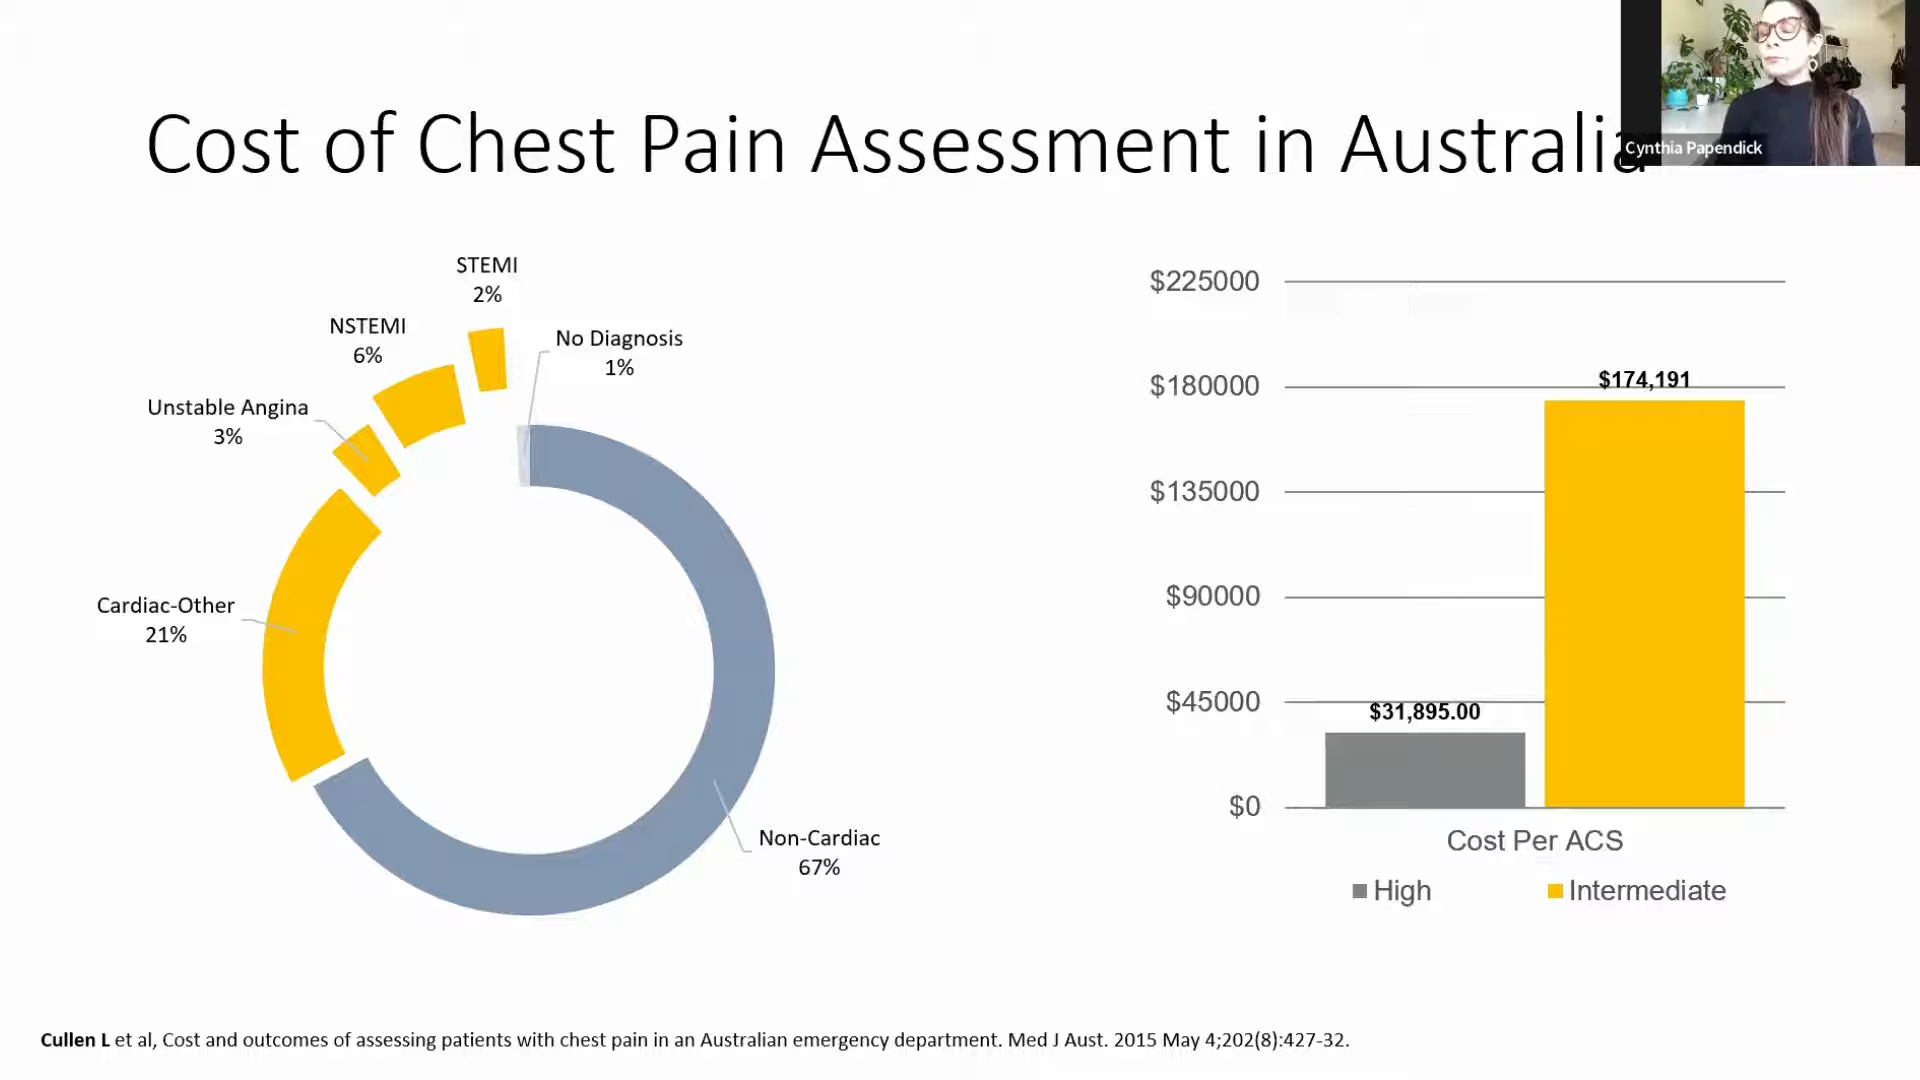 Cost of Chest Pain Assessment in Australia
Cynthia Papendick
STEMI
2%
NSTEMI
6%
No Diagnosis
1%
Unstable Angina
3%
Cardiac-Other
21%
Non-Cardiac
67%
$225000
$180000
$135000
$90000
$45000
$0
$174,191
$31,895.00
Cost Per ACS
High
Intermediate
Cullen L et al, Cost and outcomes of assessing patients with chest pain in an Australian emergency department. Med J Aust. 2015 May 4;202(8):427-32.